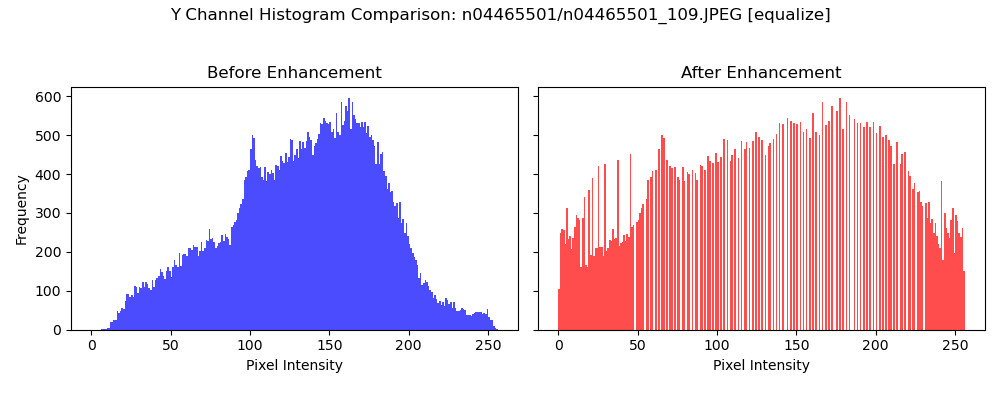 Y Channel Histogram Comparison: n04465501/n04465501_109.JPEG [equalize]
Before Enhancement
After Enhancement
600
500
400
300
200
100
0
Frequency
0 50 100 150 200 250
0 50 100 150 200 250
Pixel Intensity
Pixel Intensity